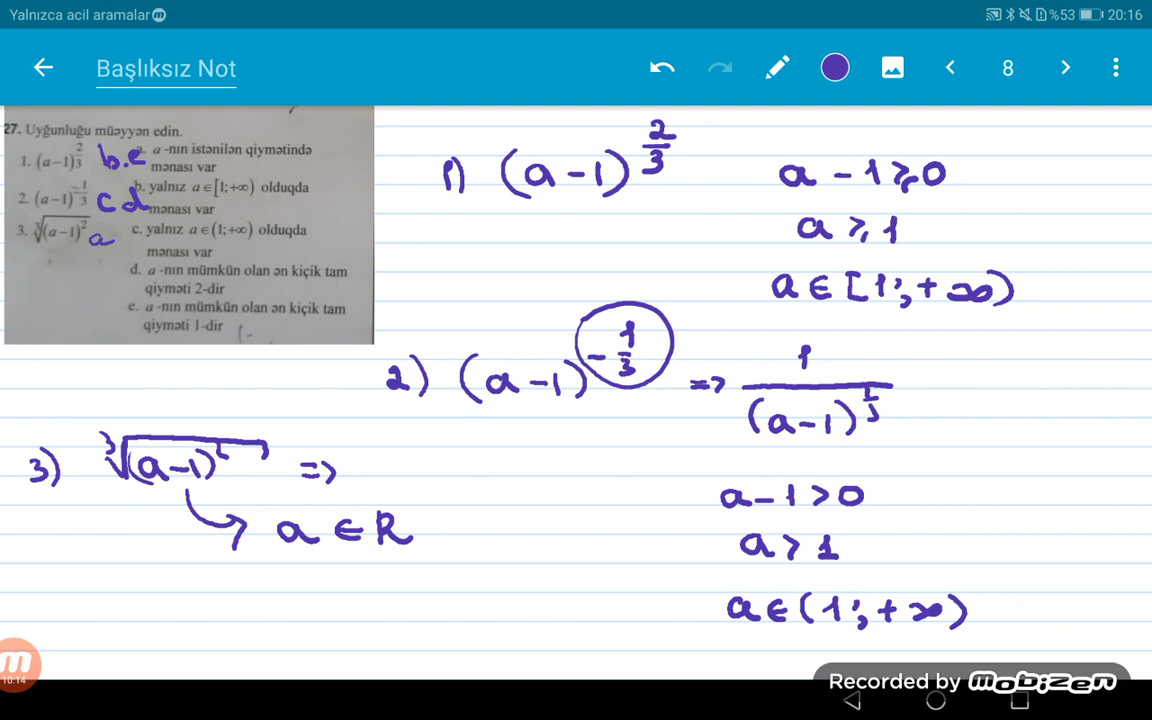 Yalnızca acil aramalar
%53 20:16
Başlıksız Not
8
27. Uyğunluğu müəyyən edin.
1. (a−1)^{2/3} b.e
2. (a−1)^{−1/3} c d
3. ∛(a−1)² a
a. a-nın istənilən qiymətində
mənası var
b. yalnız a∈[1;+∞) olduqda
mənası var
c. yalnız a∈(1;+∞) olduqda
mənası var
d. a-nın mümkün olan ən kiçik tam
qiyməti 2-dir
e. a-nın mümkün olan ən kiçik tam
qiyməti 1-dir
1) (a−1)^{2/3}
a − 1 ≥ 0
a ≥ 1
a ∈ [1; +∞)
2) (a−1)^{−1/3} => 1/(a−1)^{1/3}
a − 1 > 0
a > 1
a ∈ (1; +∞)
3) ∛(a−1)² =>
a ∈ R
10:14
Recorded by mobizen